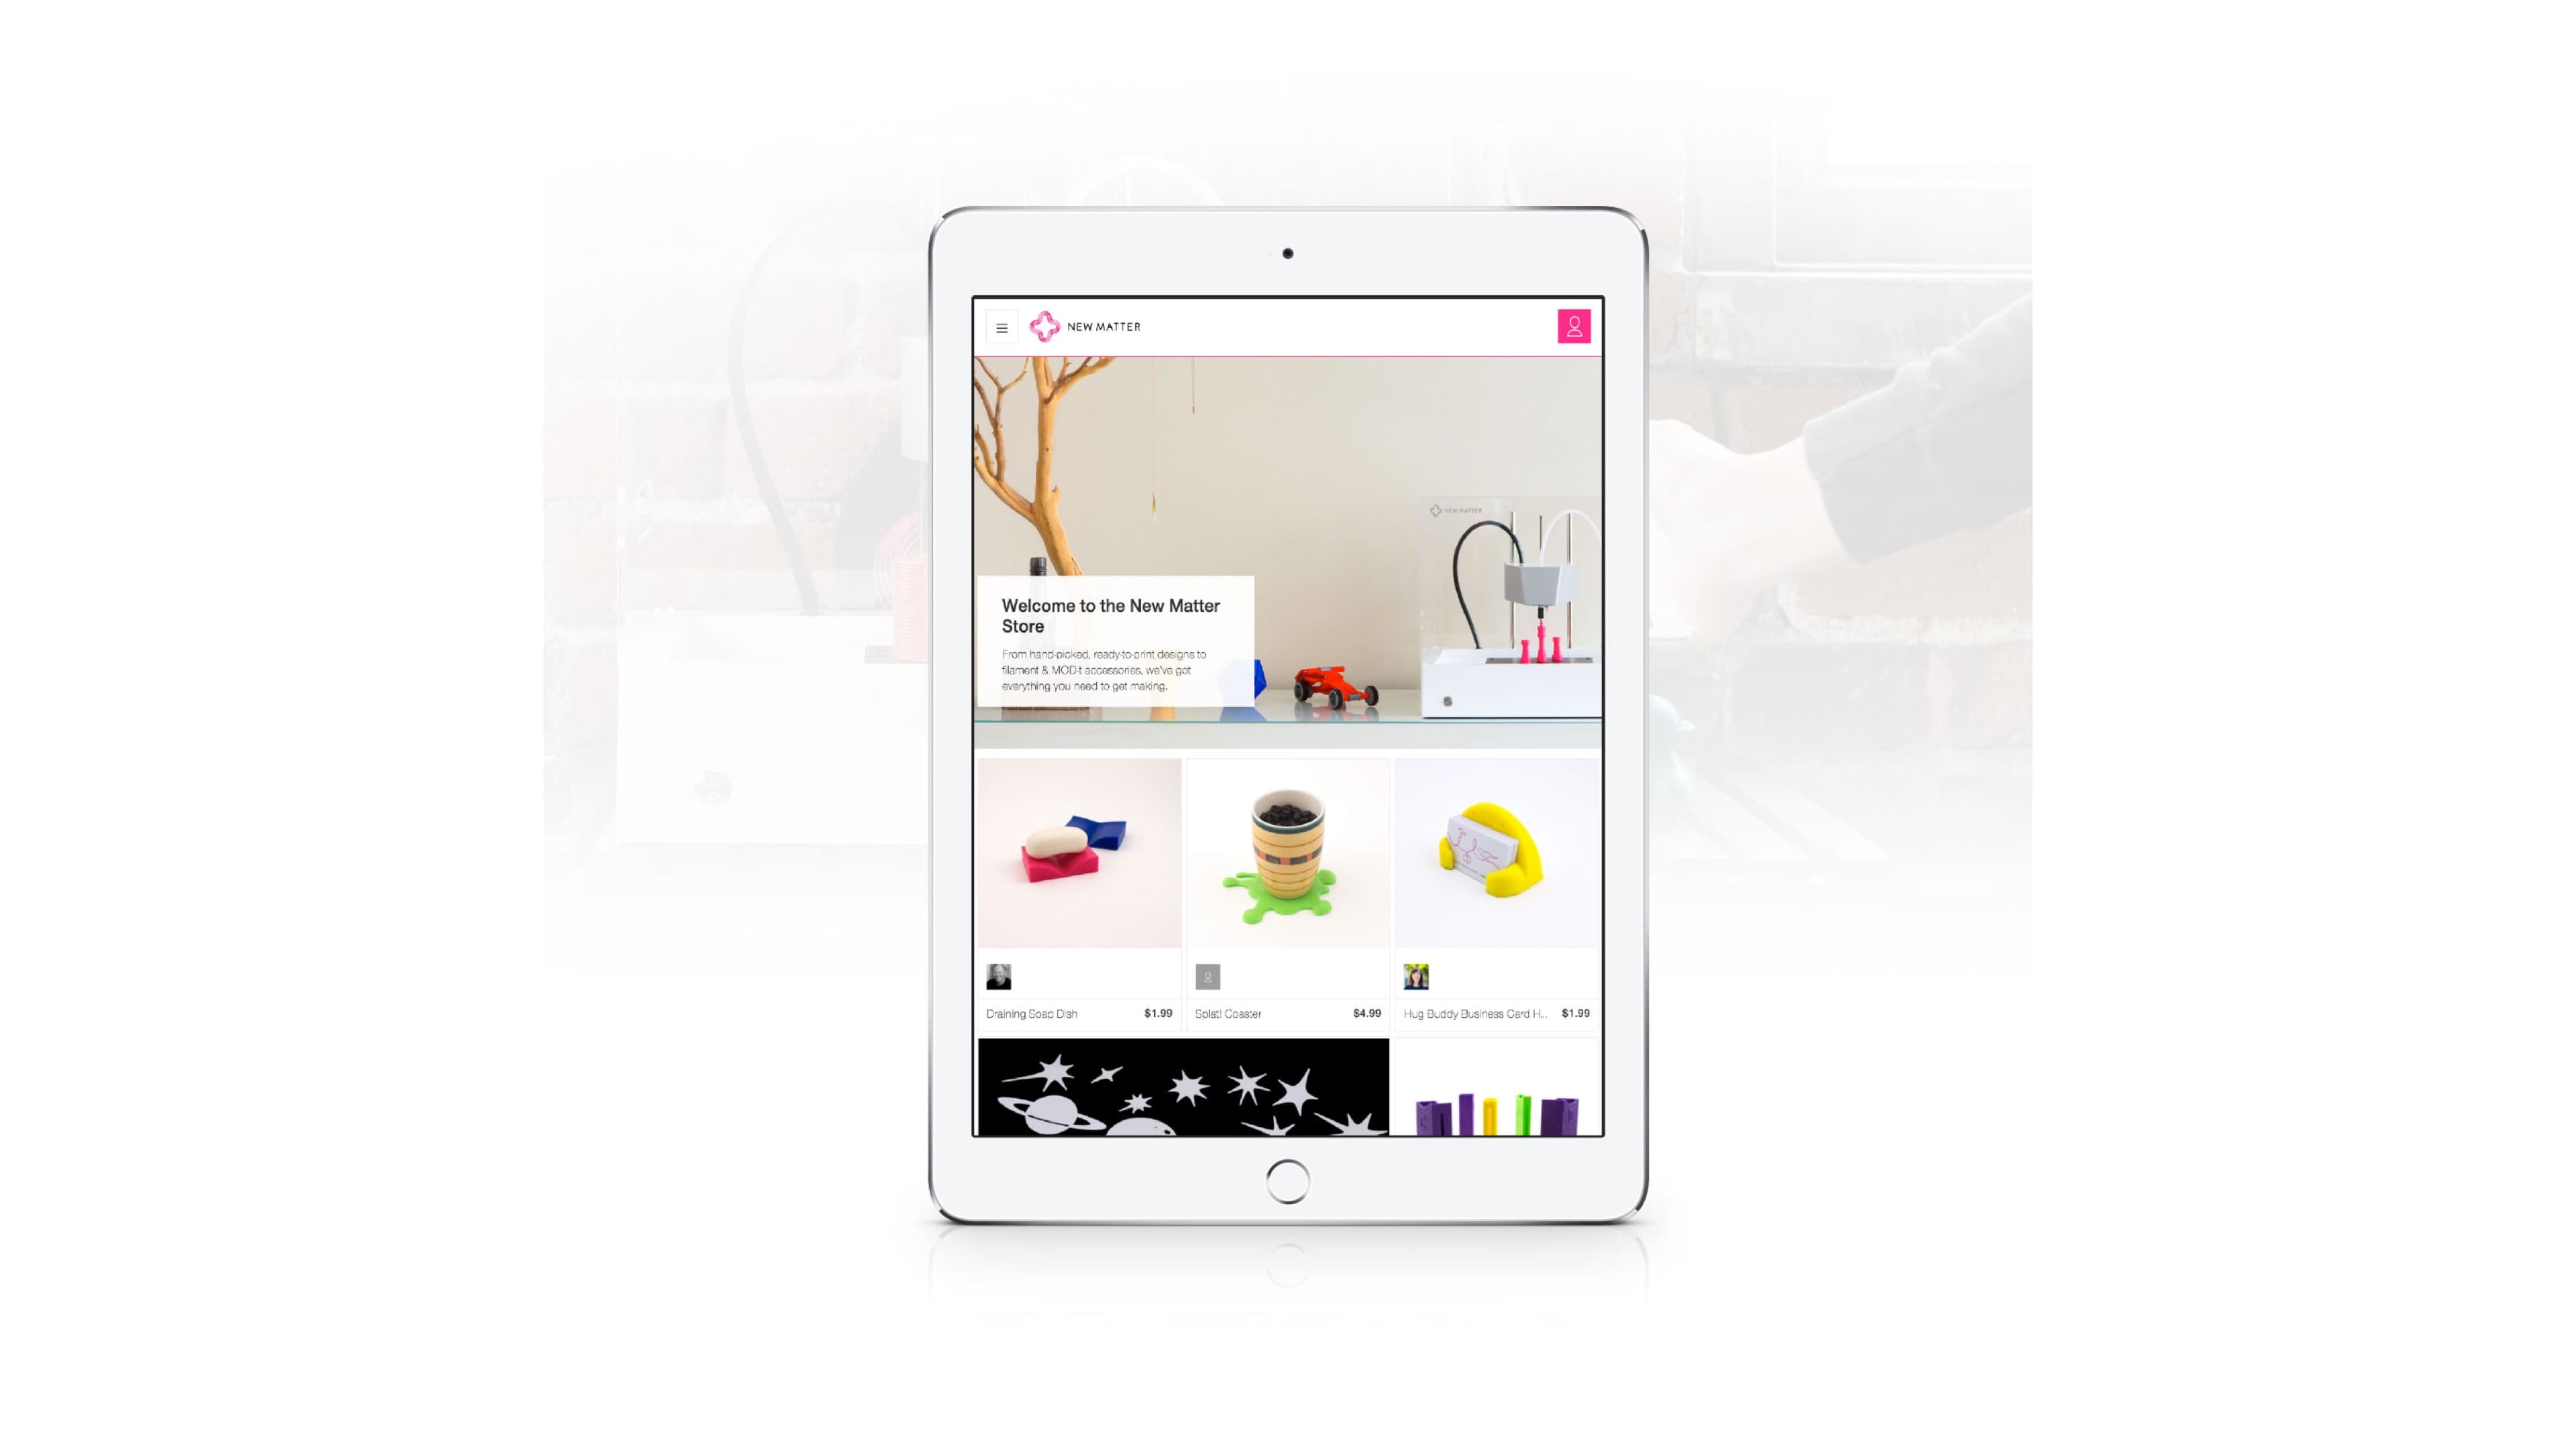 NEW MATTER
NEW MATTER
Welcome to the New Matter
Store
From hand-picked, ready-to-print designs to
filament & MOD-t accessories, we've got
everything you need to get making.
Draining Soap Dish $1.99
Splat! Coaster $4.99
Hug Buddy Business Card H... $1.99